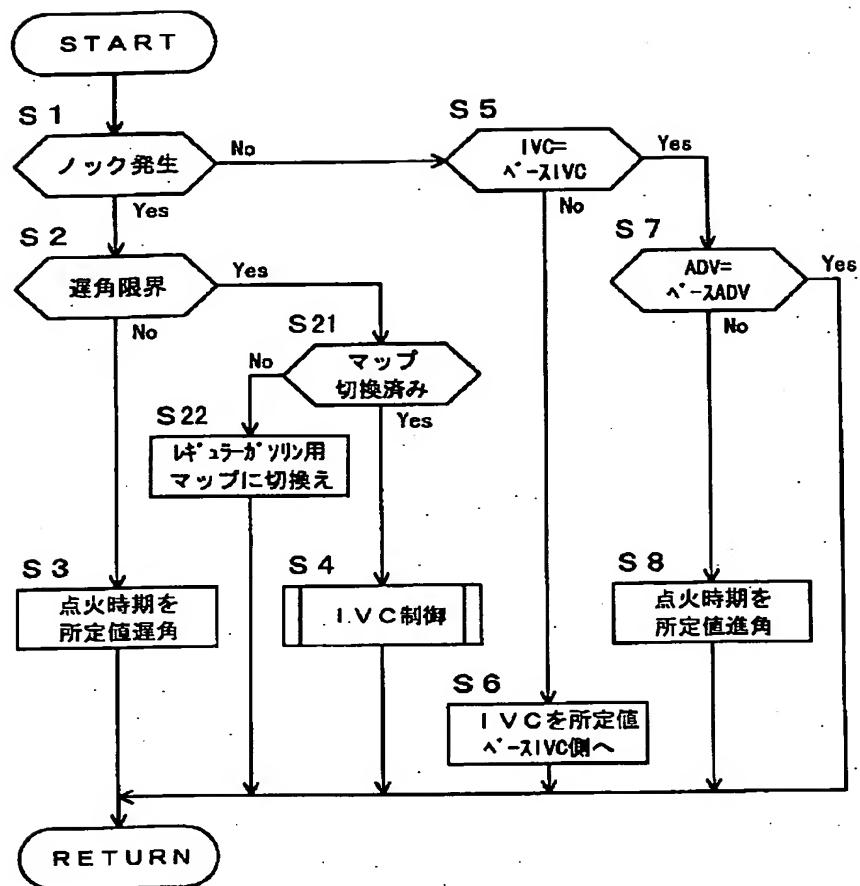 START
S1
ノック発生
No
Yes
S5
IVC=
ベースIVC
Yes
No
S2
遅角限界
Yes
No
S7
ADV=
ベースADV
Yes
No
S21
マップ
切換済み
No
Yes
S22
レギュラーガソリン用
マップに切換え
S3
点火時期を
所定値遅角
S4
I.VC制御
S8
点火時期を
所定値進角
S6
IVCを所定値
ベースIVC側へ
RETURN